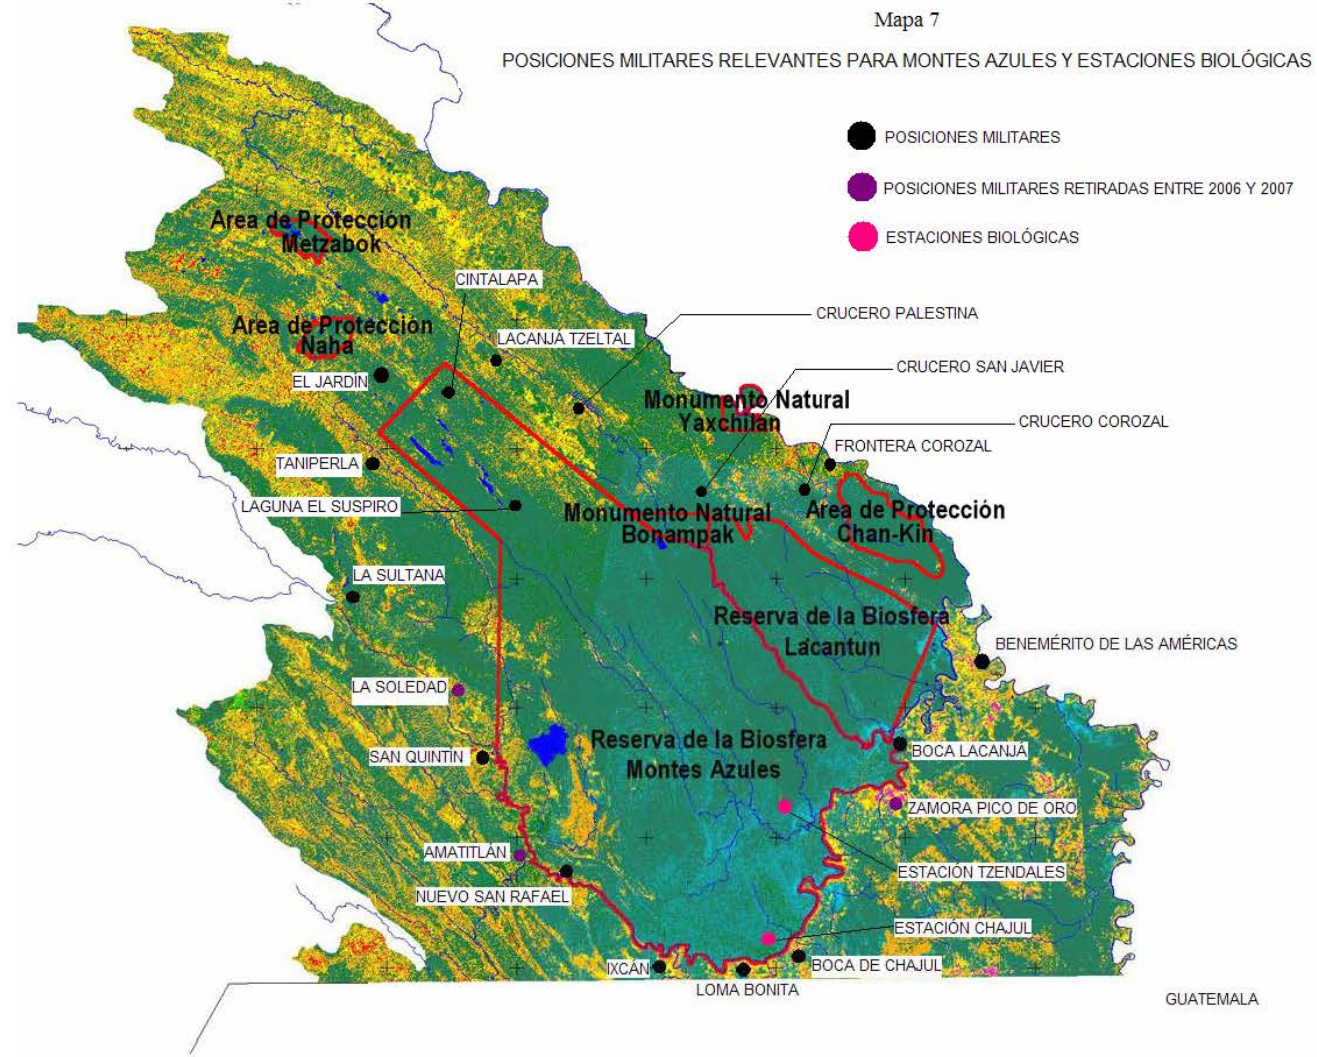 Mapa 7
POSICIONES MILITARES RELEVANTES PARA MONTES AZULES Y ESTACIONES BIOLÓGICAS
POSICIONES MILITARES
POSICIONES MILITARES RETIRADAS ENTRE 2006 Y 2007
ESTACIONES BIOLÓGICAS
Area de Protección
Metzabok
CINTALAPA
CRUCERO PALESTINA
Area de Protección
Naha
LACANJÁ TZELTAL
EL JARDÍN
CRUCERO SAN JAVIER
Monumento Natural
Yaxchilan
CRUCERO COROZAL
FRONTERA COROZAL
TANIPERLA
LAGUNA EL SUSPIRO
Monumento Natural
Bonampak
Area de Protección
Chan-Kin
LA SULTANA
Reserva de la Biosfera
Lacantun
BENEMÉRITO DE LAS AMÉRICAS
LA SOLEDAD
SAN QUINTÍN
Reserva de la Biosfera
Montes Azules
BOCA LACANJÁ
ZAMORA PICO DE ORO
AMATITLÁN
ESTACIÓN TZENDALES
NUEVO SAN RAFAEL
ESTACIÓN CHAJUL
IXCÁN
BOCA DE CHAJUL
LOMA BONITA
GUATEMALA